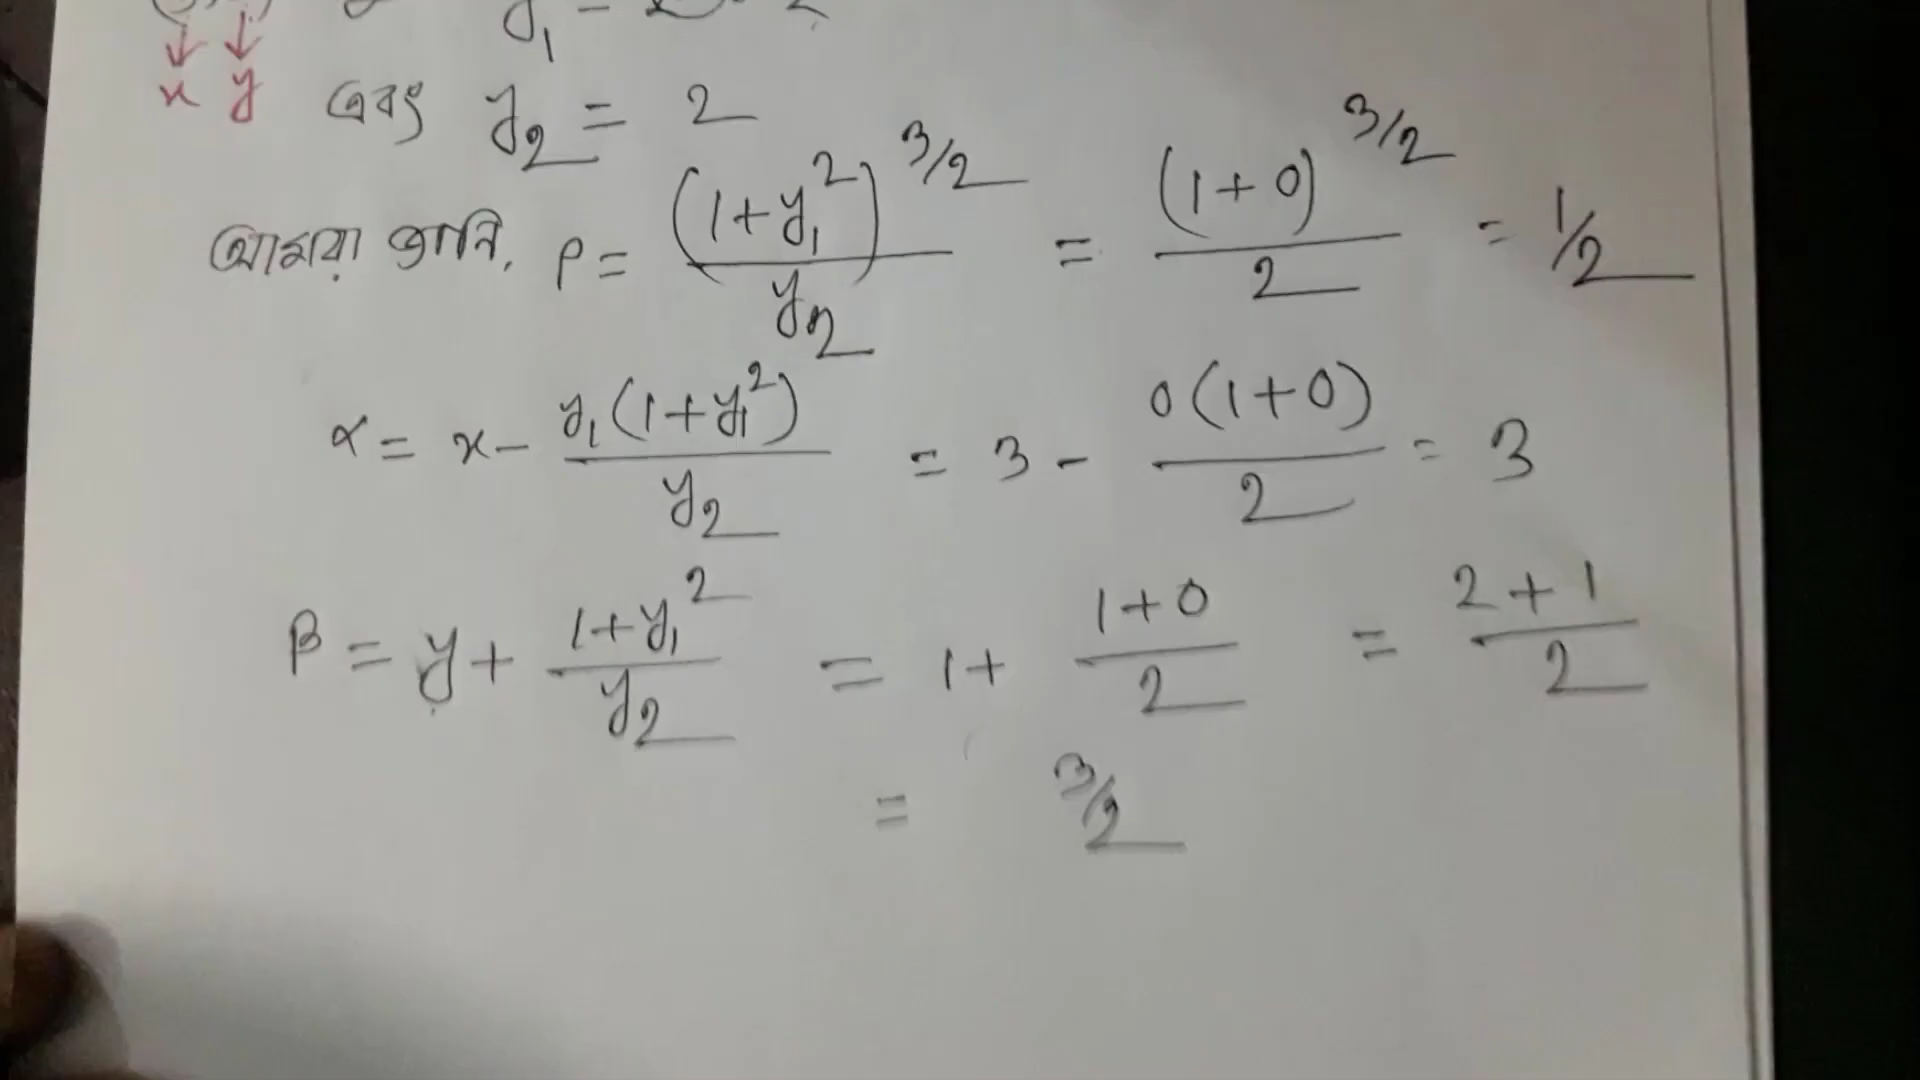 ↓ ↓
x y এবং y₂ = 2
আমরা জানি, ρ = (1+y₁²)^3/2 / y₂ = (1+0)^3/2 / 2 = 1/2
α = x - y₁(1+y₁²) / y₂ = 3 - 0(1+0) / 2 = 3
β = y + 1+y₁² / y₂ = 1 + 1+0 / 2 = 2+1 / 2
= 3/2